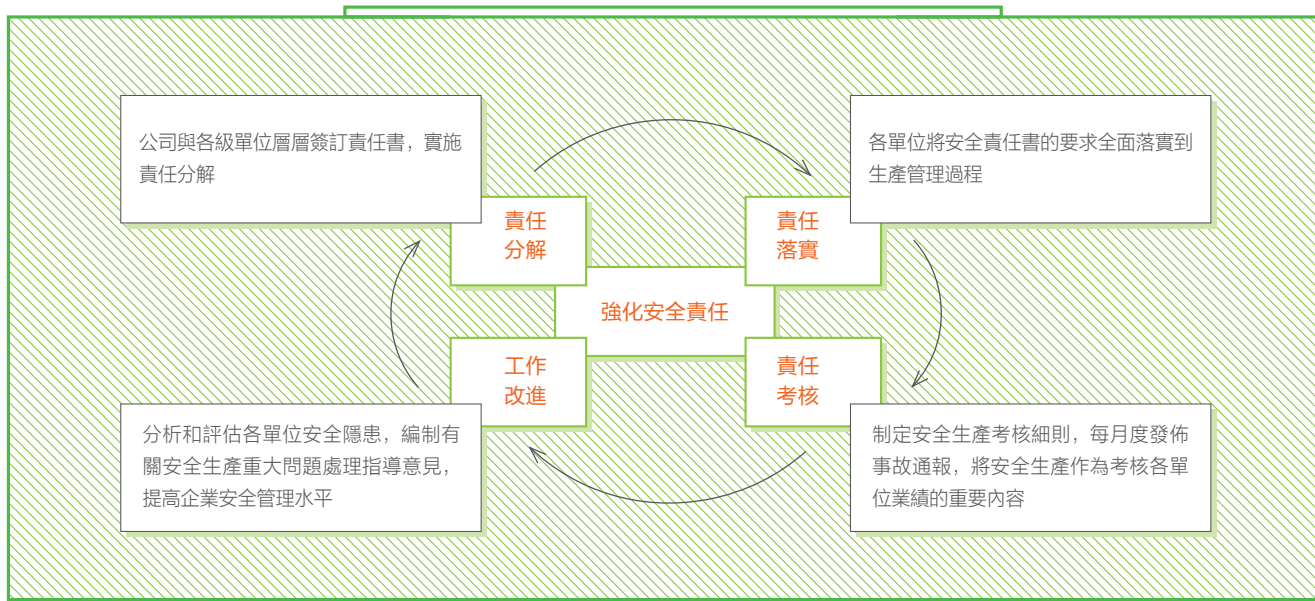 公司與各級單位層層簽訂責任書，實施
責任分解
各單位將安全責任書的要求全面落實到
生產管理過程
責任
分解
責任
落實
強化安全責任
工作
改進
責任
考核
分析和評估各單位安全隱患，編制有
關安全生產重大問題處理指導意見，
提高企業安全管理水平
制定安全生產考核細則，每月度發佈
事故通報，將安全生產作為考核各單
位業績的重要內容